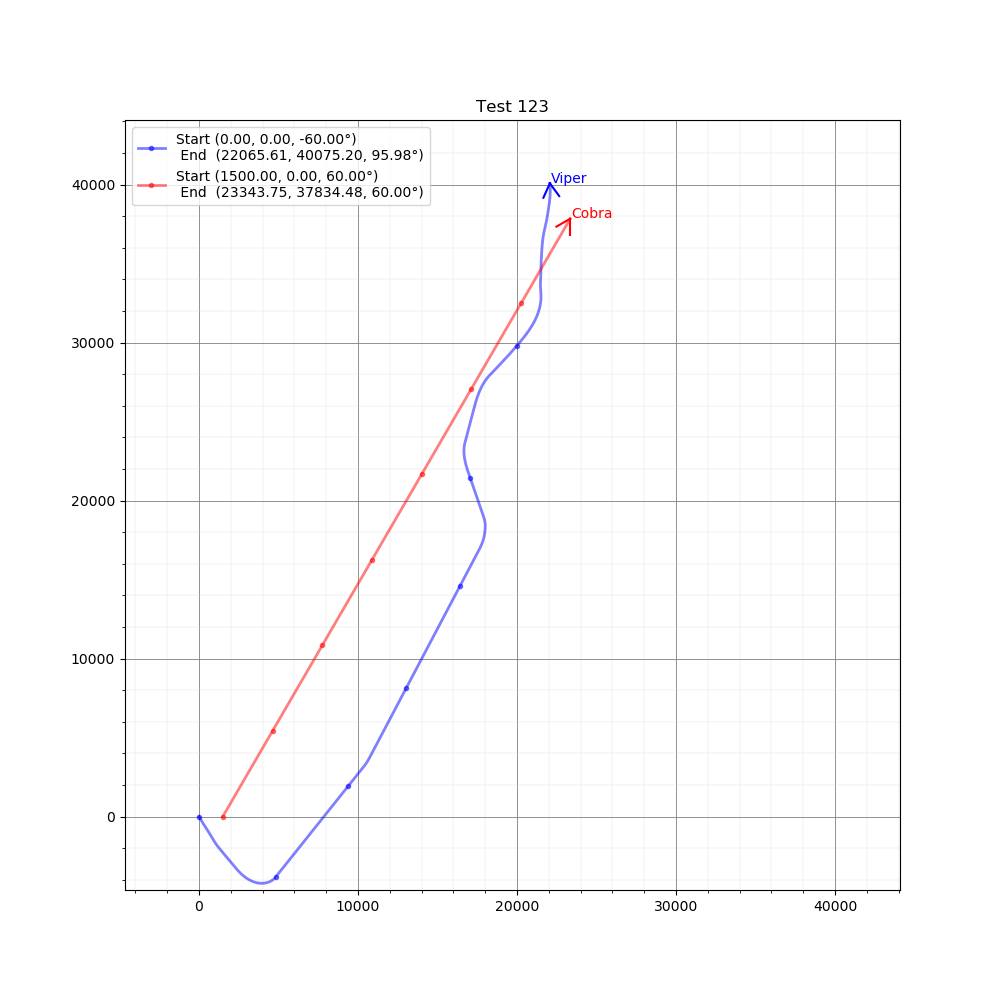 Test 123
Start (0.00, 0.00, -60.00°)
End  (22065.61, 40075.20, 95.98°)
Start (1500.00, 0.00, 60.00°)
End  (23343.75, 37834.48, 60.00°)
Viper
Cobra
40000
30000
20000
10000
0
0
10000
20000
30000
40000